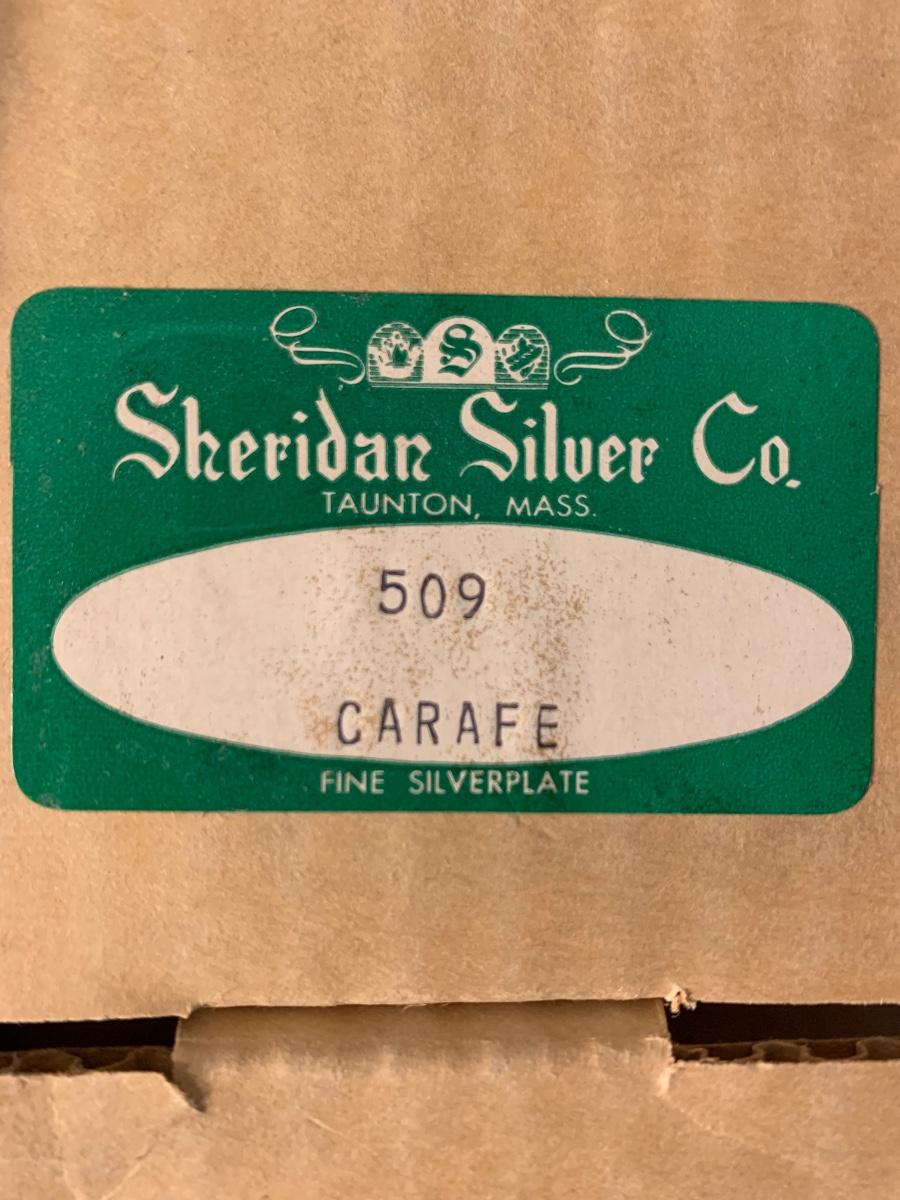 S
Sheridan Silver Co.
TAUNTON, MASS.
509
CARAFE
FINE SILVERPLATE